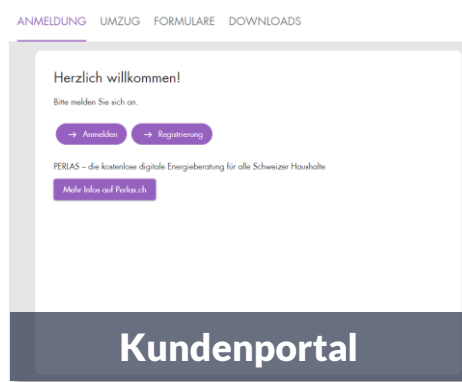 ANMELDUNG UMZUG FORMULARE DOWNLOADS
Herzlich willkommen!
Bitte melden Sie sich an.
→ Anmelden → Registrierung
PERLAS – die kostenlose digitale Energieberatung für alle Schweizer Haushalte
Mehr Infos auf Perlas.ch
Kundenportal